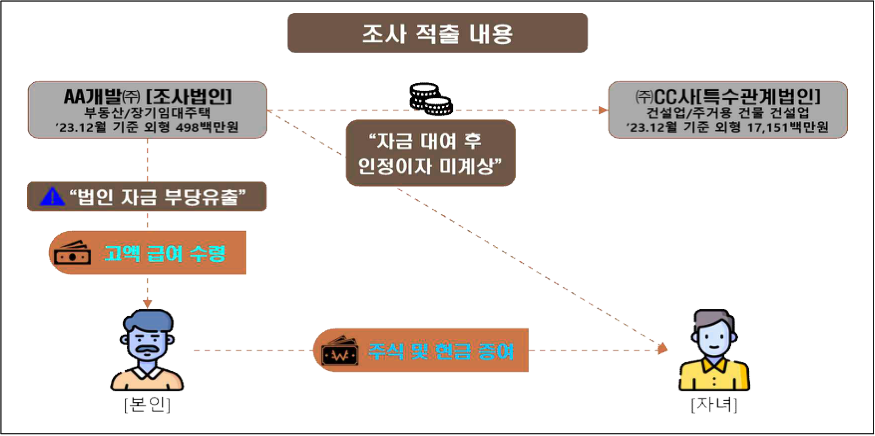 조사 적출 내용
AA개발㈜ [조사법인]
부동산/장기임대주택
‘23.12월 기준 외형 498백만원
㈜CC사[특수관계법인]
건설업/주거용 건물 건설업
‘23.12월 기준 외형 17,151백만원
“자금 대여 후
인정이자 미계상”
“법인 자금 부당유출”
고액 급여 수령
주식 및 현금 증여
[본인]
[자녀]